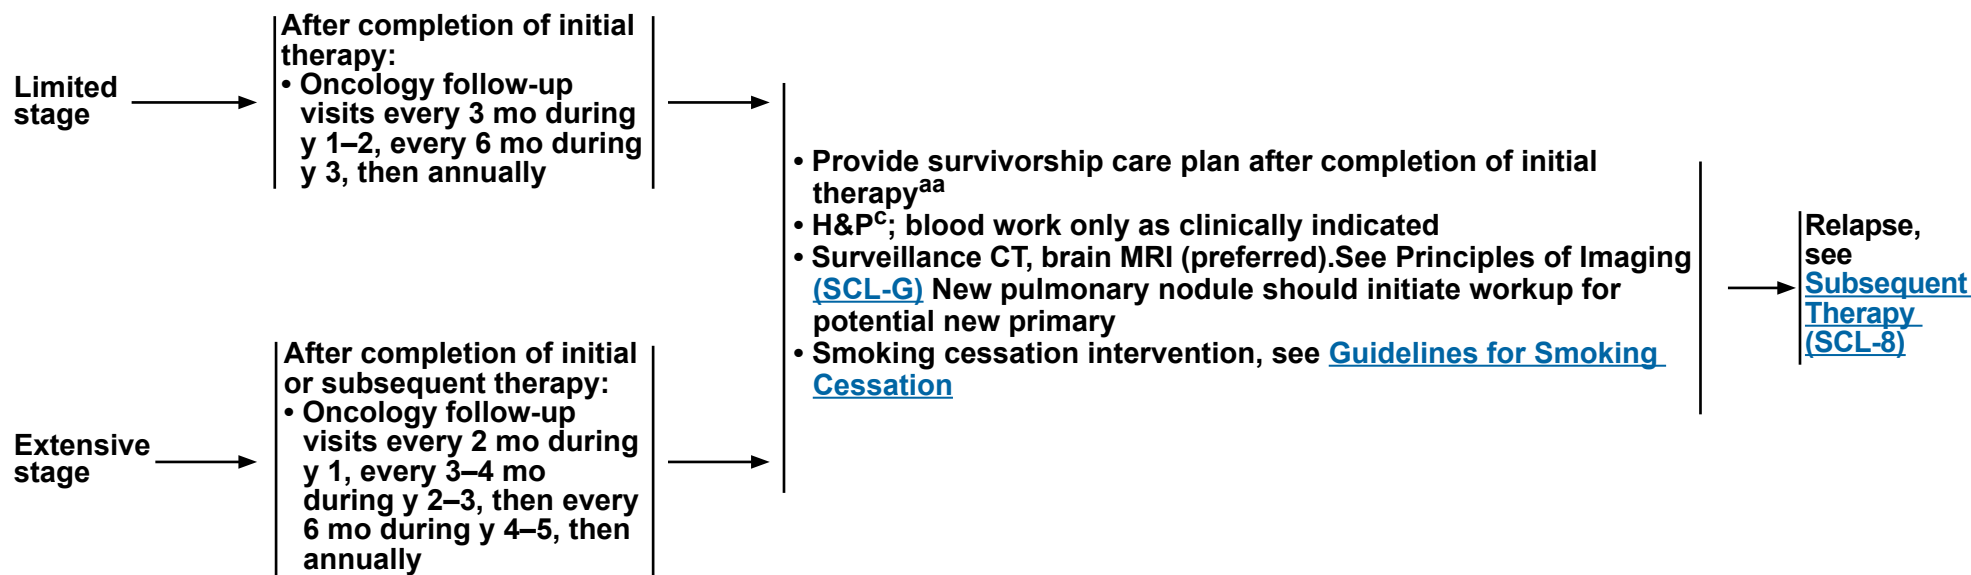 Limited
stage
After completion of initial
therapy:
• Oncology follow-up
visits every 3 mo during
y 1–2, every 6 mo during
y 3, then annually
Extensive
stage
After completion of initial
or subsequent therapy:
• Oncology follow-up
visits every 2 mo during
y 1, every 3–4 mo
during y 2–3, then every
6 mo during y 4–5, then
annually
• Provide survivorship care plan after completion of initial
therapyaa
• H&Pc; blood work only as clinically indicated
• Surveillance CT, brain MRI (preferred).See Principles of Imaging
(SCL-G) New pulmonary nodule should initiate workup for
potential new primary
• Smoking cessation intervention, see Guidelines for Smoking
Cessation
Relapse,
see
Subsequent
Therapy
(SCL-8)